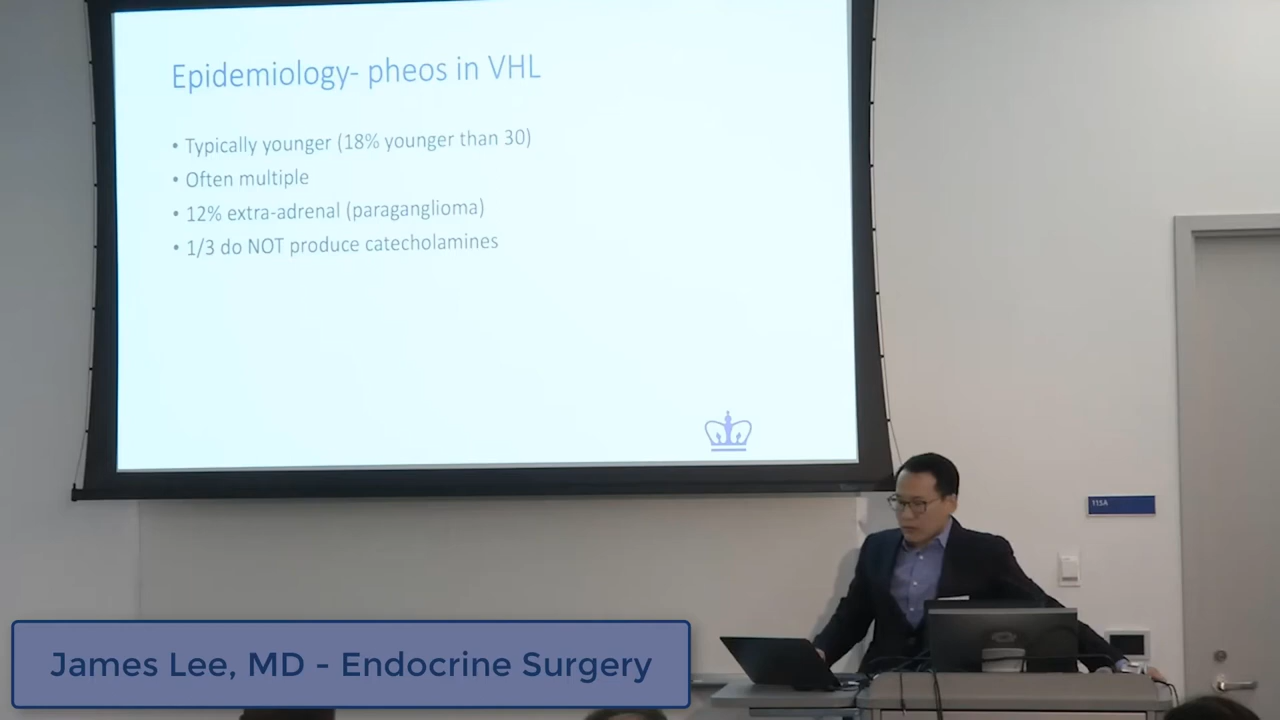 Epidemiology- pheos in VHL
• Typically younger (18% younger than 30)
• Often multiple
• 12% extra-adrenal (paraganglioma)
• 1/3 do NOT produce catecholamines
115A
James Lee, MD - Endocrine Surgery